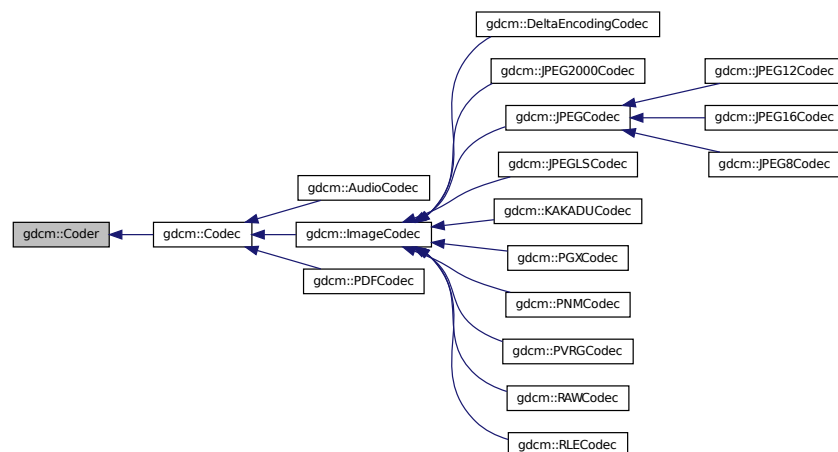 gdcm::DeltaEncodingCodec
gdcm::JPEG2000Codec
gdcm::JPEG12Codec
gdcm::JPEGCodec
gdcm::JPEG16Codec
gdcm::JPEGLSCodec
gdcm::JPEG8Codec
gdcm::AudioCodec
gdcm::KAKADUCodec
gdcm::Coder
gdcm::Codec
gdcm::ImageCodec
gdcm::PGXCodec
gdcm::PDFCodec
gdcm::PNMCodec
gdcm::PVRGCodec
gdcm::RAWCodec
gdcm::RLECodec